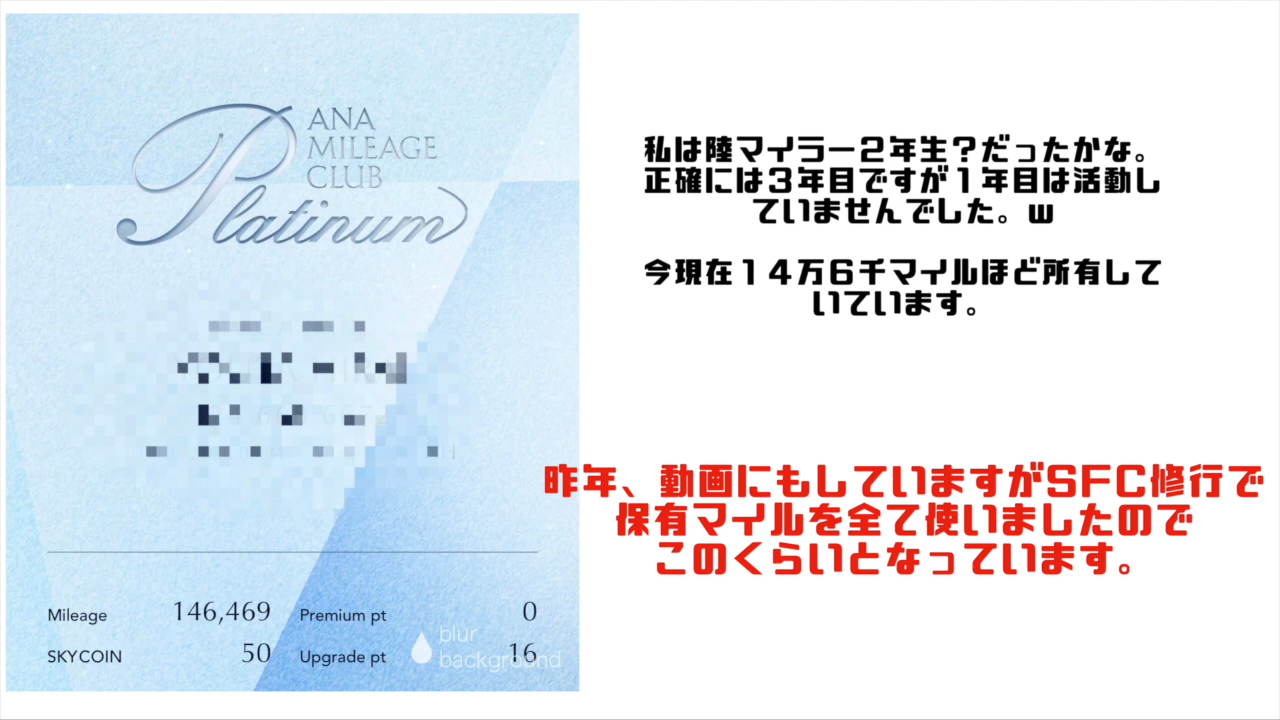 ANA
MILEAGE
CLUB
Platinum
Mileage 146,469 Premium pt 0
SKYCOIN 50 Upgrade pt 16
blur
background
私は陸マイラー2年生?だったかな。
正確には3年目ですが1年目は活動し
ていませんでした。w
今現在14万6千マイルほど所有して
いています。
昨年、動画にもしていますがSFC修行で
保有マイルを全て使いましたので
このくらいとなっています。